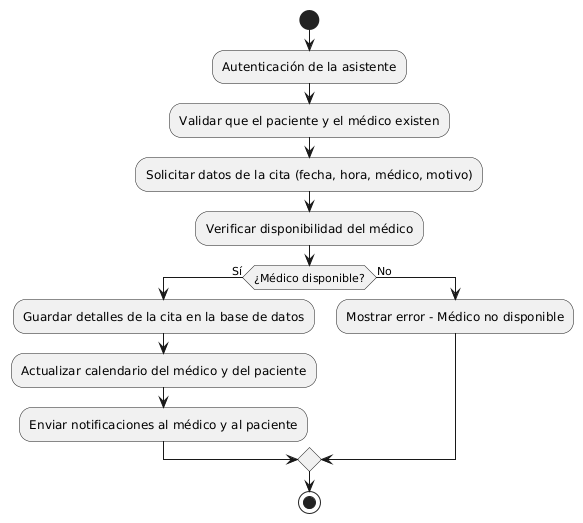 Autenticación de la asistente
Validar que el paciente y el médico existen
Solicitar datos de la cita (fecha, hora, médico, motivo)
Verificar disponibilidad del médico
¿Médico disponible?
Sí
No
Guardar detalles de la cita en la base de datos
Mostrar error - Médico no disponible
Actualizar calendario del médico y del paciente
Enviar notificaciones al médico y al paciente